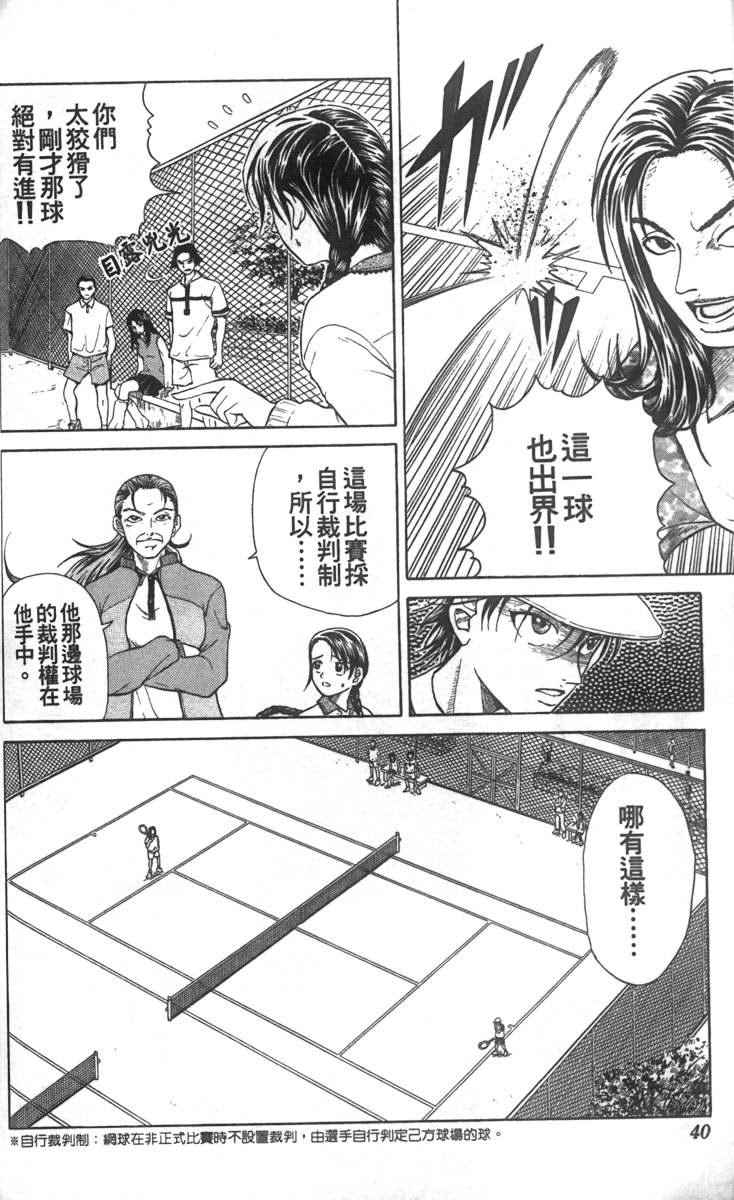 ガッ
這一球
也出界!!
你們
太狡猾了
，剛才那球
絕對有進!!
目露兇光
這場比賽採
自行裁判制
，所以……
他那邊球場
的裁判權在
他手中。
哪有這樣……
※自行裁判制：網球在非正式比賽時不設置裁判，由選手自行判定己方球場的球。
40